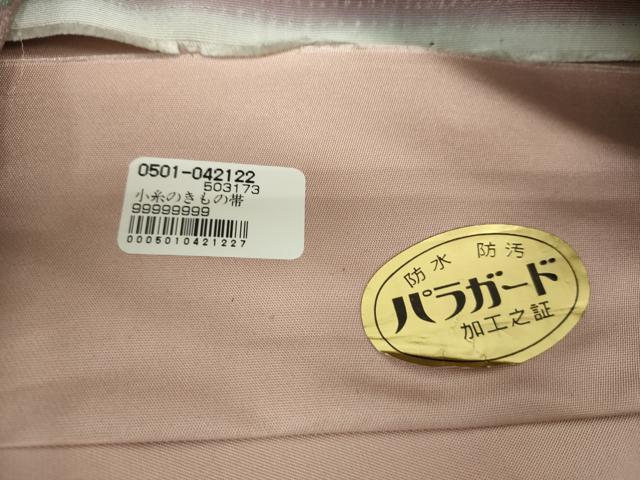 0501-042122
503173
小糸のきもの帯
99999999
0005010421227
防水 防汚
パラガード
加工之証